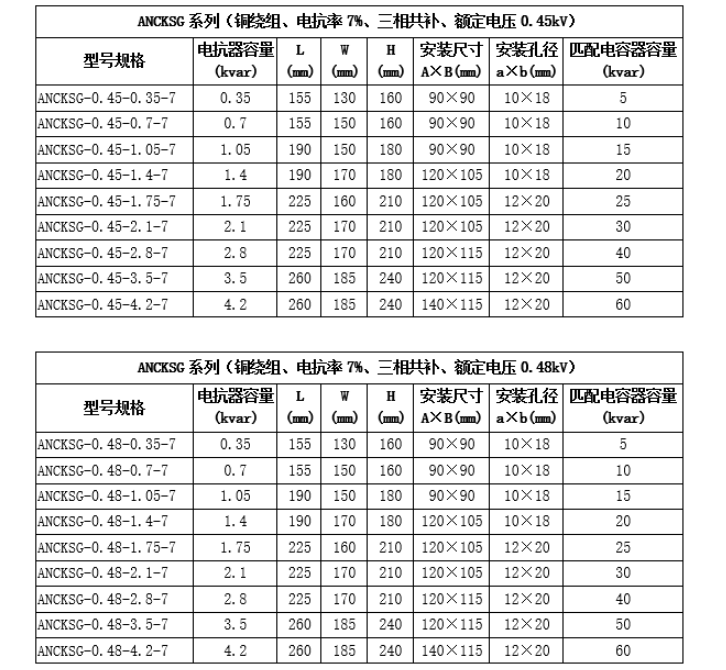 ANCKSG 系列（铜绕组、电抗率 7%、三相共补、额定电压 0.45kV）
型号规格 电抗器容量 (kvar) L (mm) W (mm) H (mm) 安装尺寸 A×B(mm) 安装孔径 a×b(mm) 匹配电容器容量 (kvar)
ANCKSG-0.45-0.35-7 0.35 155 130 160 90×90 10×18 5
ANCKSG-0.45-0.7-7 0.7 155 150 160 90×90 10×18 10
ANCKSG-0.45-1.05-7 1.05 190 150 180 90×90 10×18 15
ANCKSG-0.45-1.4-7 1.4 190 170 180 120×105 10×18 20
ANCKSG-0.45-1.75-7 1.75 225 160 210 120×105 12×20 25
ANCKSG-0.45-2.1-7 2.1 225 170 210 120×105 12×20 30
ANCKSG-0.45-2.8-7 2.8 225 170 210 120×115 12×20 40
ANCKSG-0.45-3.5-7 3.5 260 185 240 120×115 12×20 50
ANCKSG-0.45-4.2-7 4.2 260 185 240 140×115 12×20 60
ANCKSG 系列（铜绕组、电抗率 7%、三相共补、额定电压 0.48kV）
型号规格 电抗器容量 (kvar) L (mm) W (mm) H (mm) 安装尺寸 A×B(mm) 安装孔径 a×b(mm) 匹配电容器容量 (kvar)
ANCKSG-0.48-0.35-7 0.35 155 130 160 90×90 10×18 5
ANCKSG-0.48-0.7-7 0.7 155 150 160 90×90 10×18 10
ANCKSG-0.48-1.05-7 1.05 190 150 180 90×90 10×18 15
ANCKSG-0.48-1.4-7 1.4 190 170 180 120×105 10×18 20
ANCKSG-0.48-1.75-7 1.75 225 160 210 120×105 12×20 25
ANCKSG-0.48-2.1-7 2.1 225 170 210 120×105 12×20 30
ANCKSG-0.48-2.8-7 2.8 225 170 210 120×115 12×20 40
ANCKSG-0.48-3.5-7 3.5 260 185 240 120×115 12×20 50
ANCKSG-0.48-4.2-7 4.2 260 185 240 140×115 12×20 60